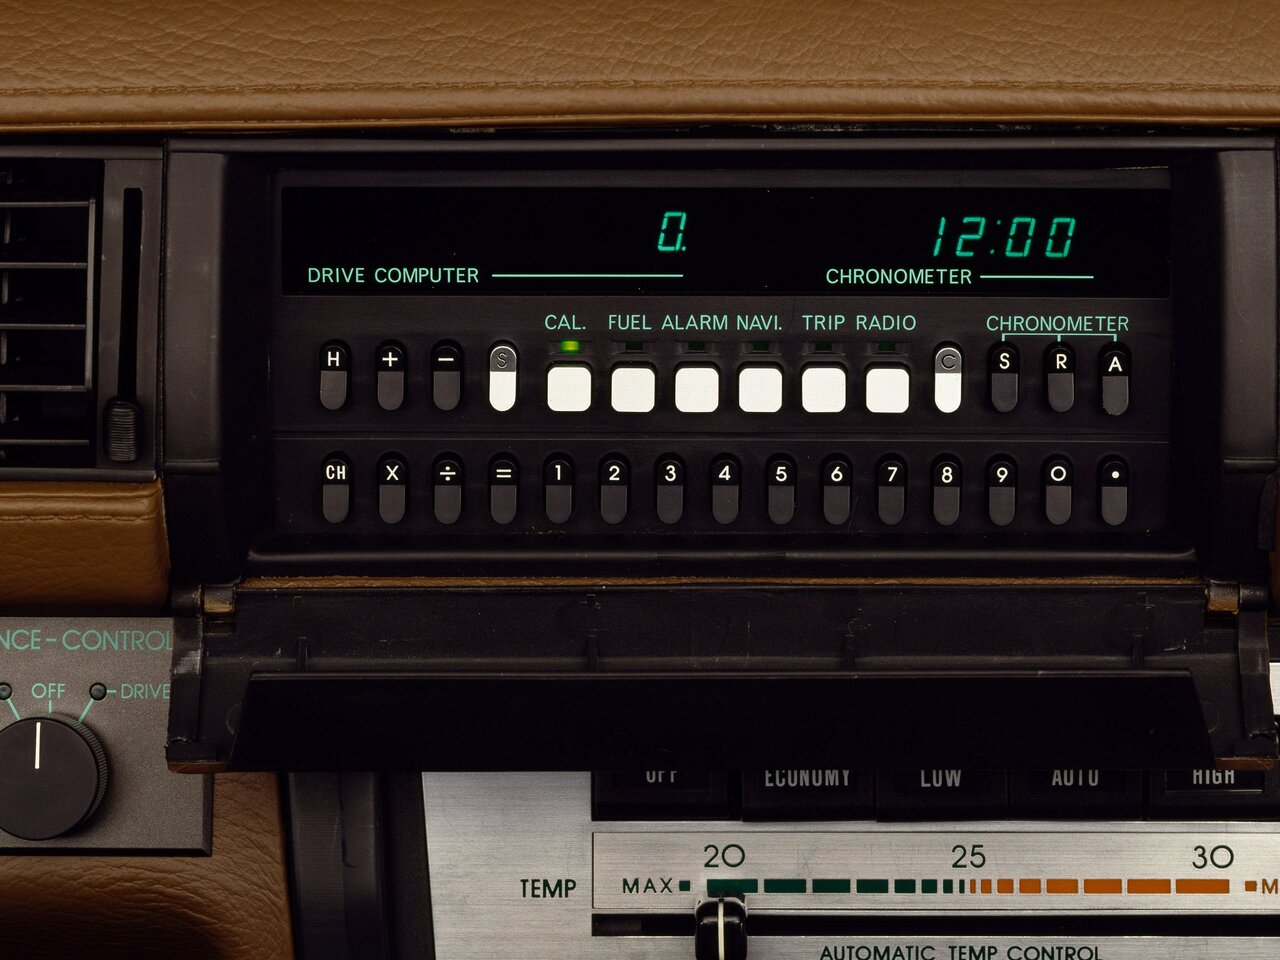 0. 12:00
DRIVE COMPUTER CHRONOMETER
CAL. FUEL ALARM NAVI. TRIP RADIO CHRONOMETER
H + − S C S R A
CH X ÷ = 1 2 3 4 5 6 7 8 9 0 •
NCE-CONTROL
OFF DRIVE
OFF ECONOMY LOW AUTO HIGH
20 25 30
TEMP MAX M
AUTOMATIC TEMP CONTROL